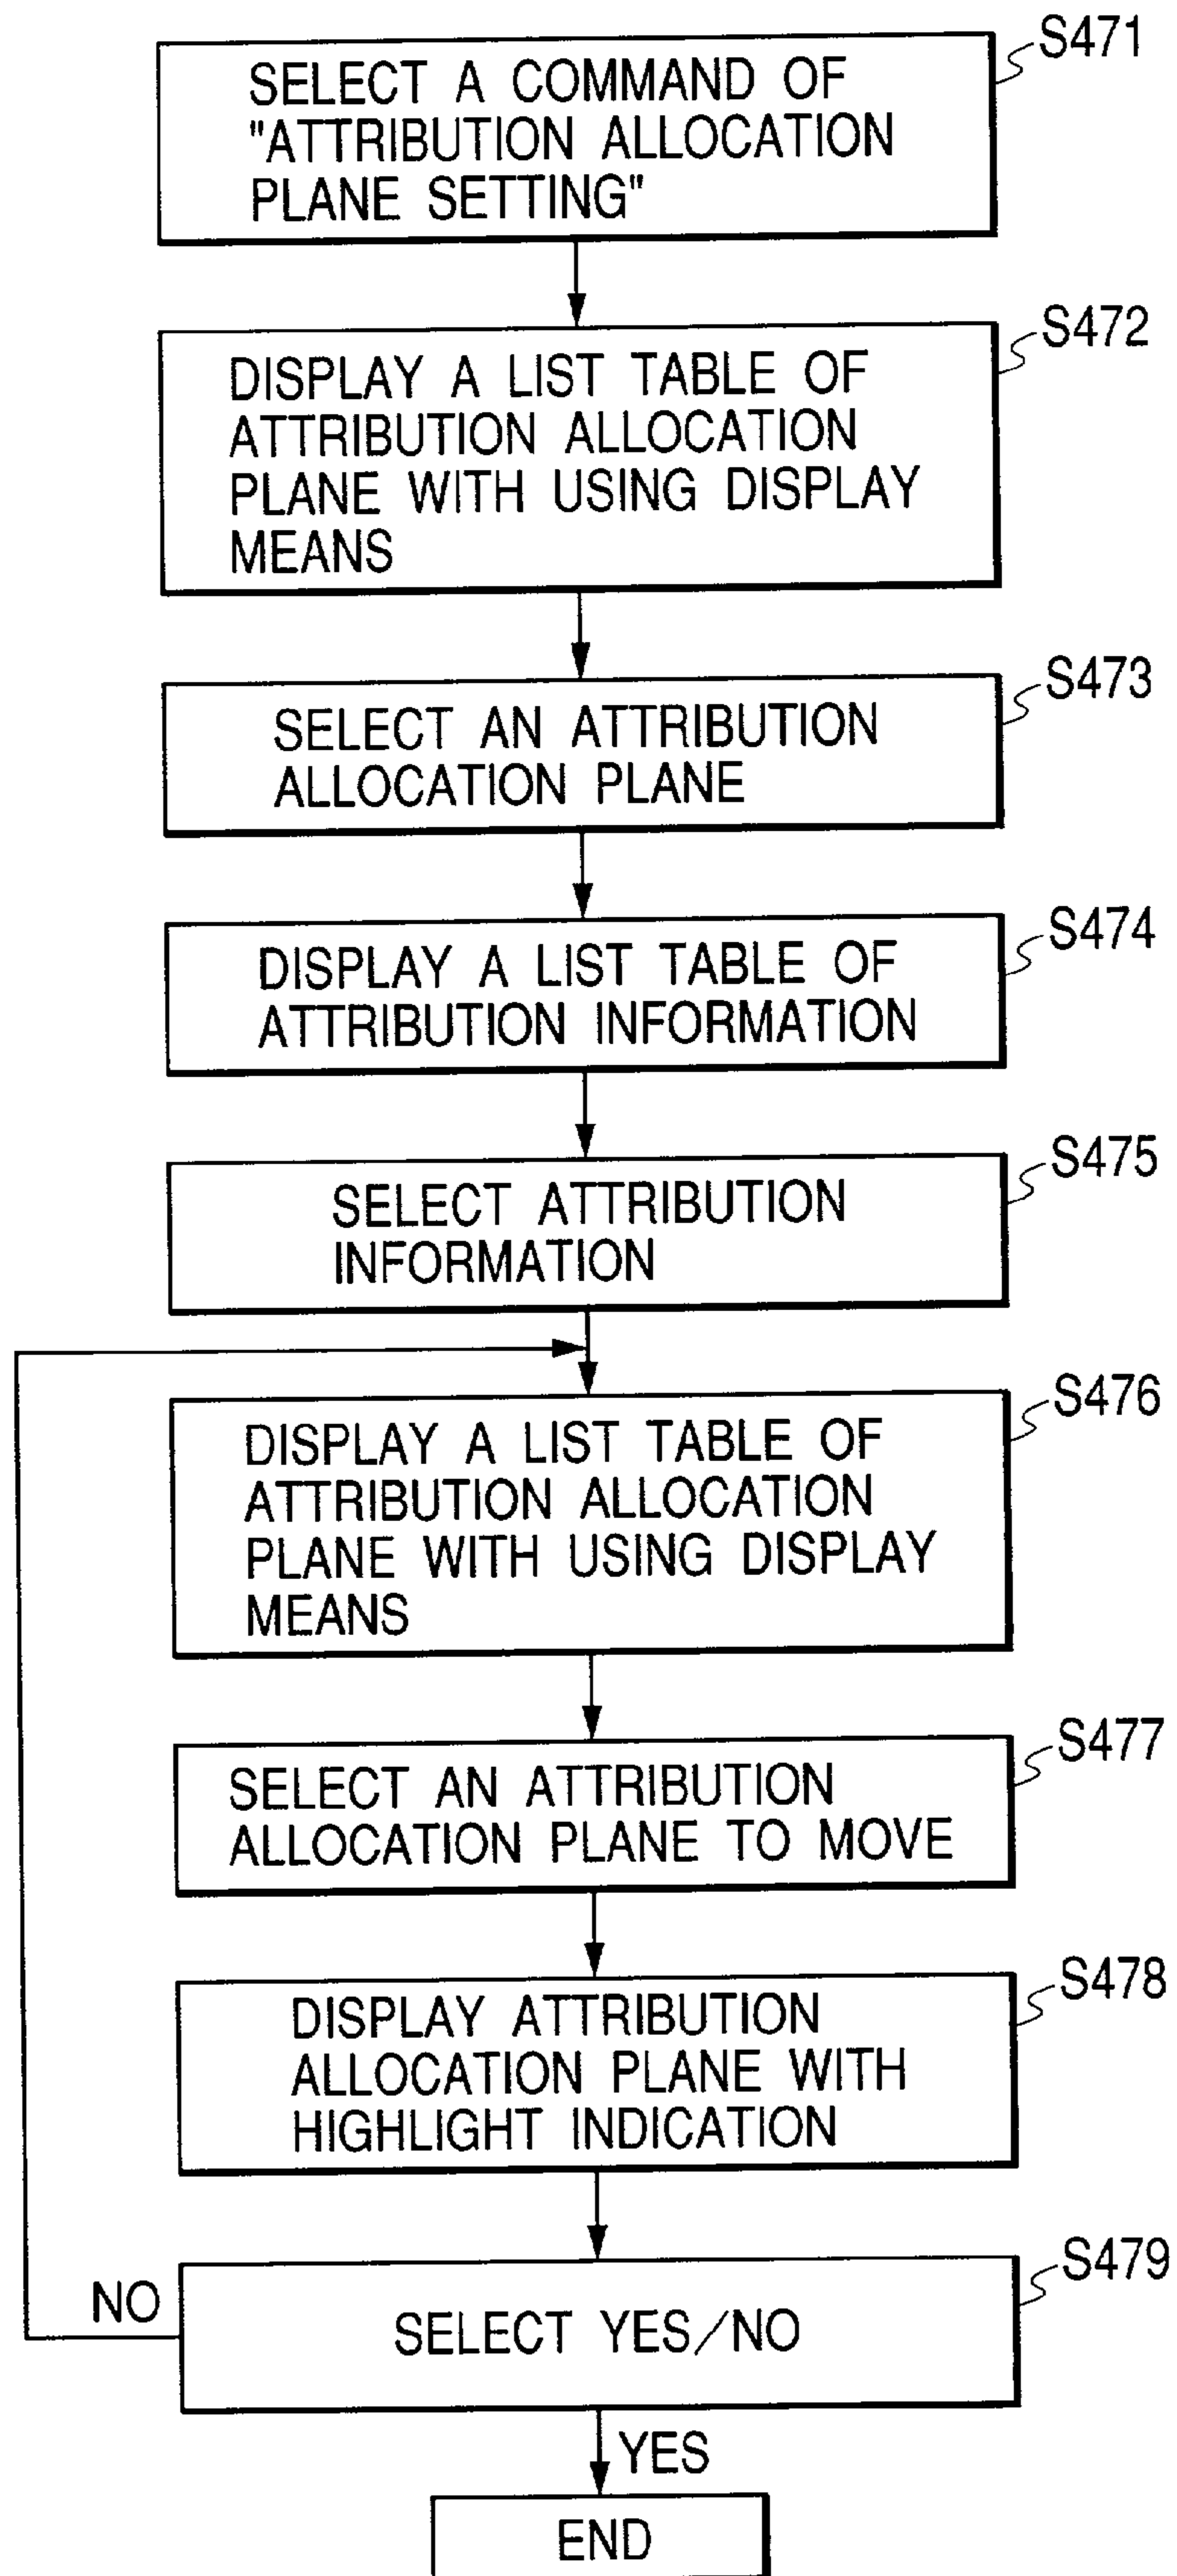 S471
SELECT A COMMAND OF
"ATTRIBUTION ALLOCATION
PLANE SETTING"
S472
DISPLAY A LIST TABLE OF
ATTRIBUTION ALLOCATION
PLANE WITH USING DISPLAY
MEANS
S473
SELECT AN ATTRIBUTION
ALLOCATION PLANE
S474
DISPLAY A LIST TABLE OF
ATTRIBUTION INFORMATION
S475
SELECT ATTRIBUTION
INFORMATION
S476
DISPLAY A LIST TABLE OF
ATTRIBUTION ALLOCATION
PLANE WITH USING DISPLAY
MEANS
S477
SELECT AN ATTRIBUTION
ALLOCATION PLANE TO MOVE
S478
DISPLAY ATTRIBUTION
ALLOCATION PLANE WITH
HIGHLIGHT INDICATION
S479
NO
SELECT YES/NO
YES
END